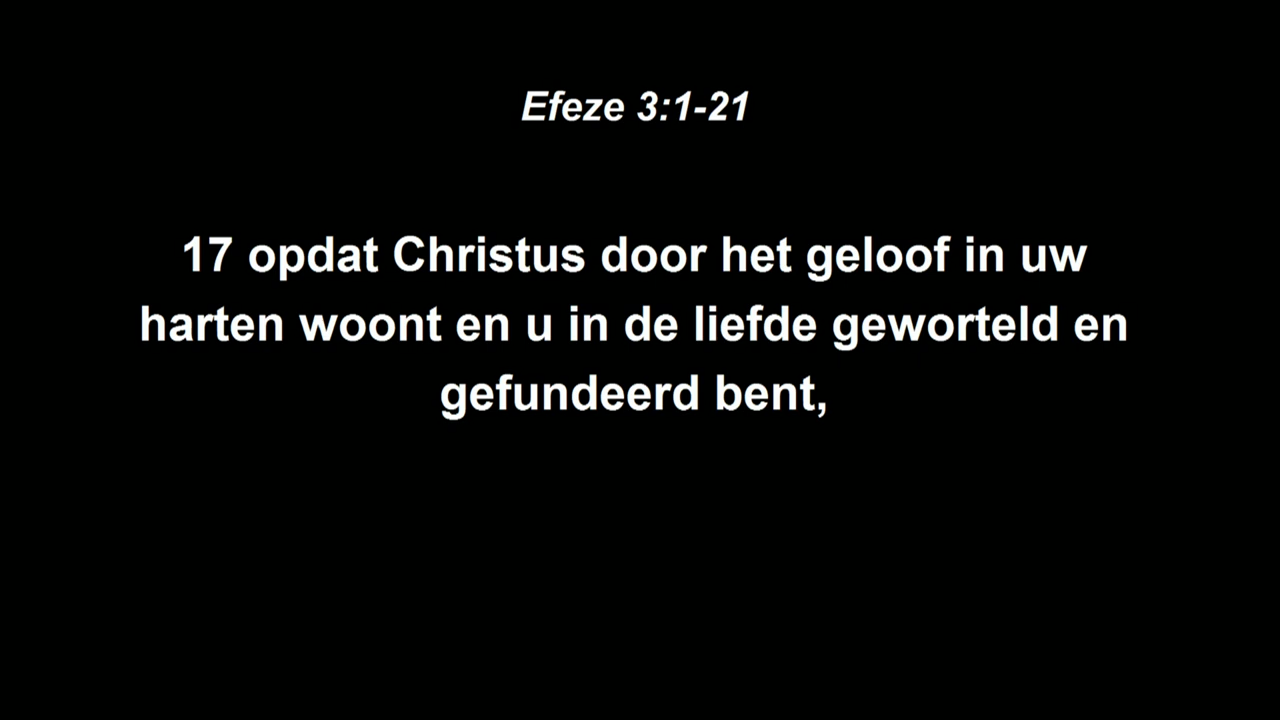 Efeze 3:1-21
17 opdat Christus door het geloof in uw
harten woont en u in de liefde geworteld en
gefundeerd bent,